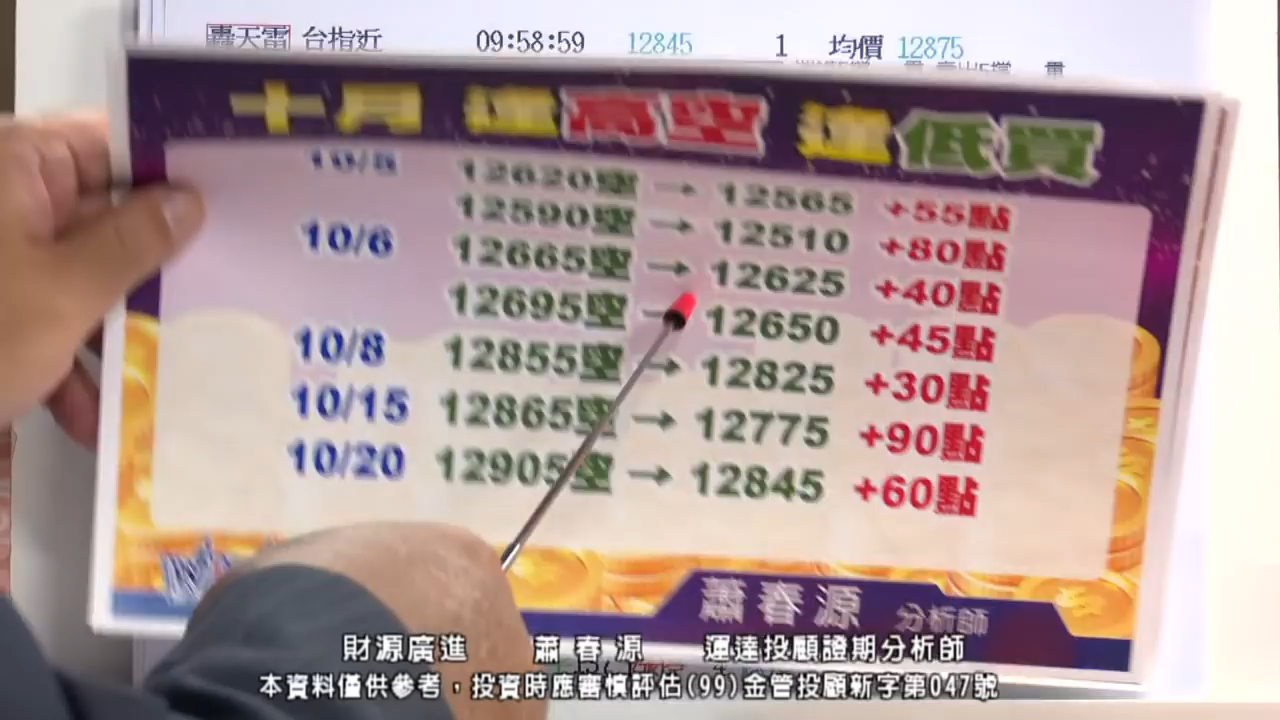 轟天雷 台指近 09:58:59 12845 1 均價 12875
十月 逢高空 逢低買
12620空 → 12565 +55點
12590空 → 12510 +80點
10/6 12665空 → 12625 +40點
12695空 → 12650 +45點
10/8 12855空 → 12825 +30點
10/15 12865空 → 12775 +90點
10/20 12905空 → 12845 +60點
蕭春源 分析師
財源廣進 蕭春源 運達投顧證期分析師
本資料僅供參考，投資時應審慎評估(99)金管投顧新字第047號